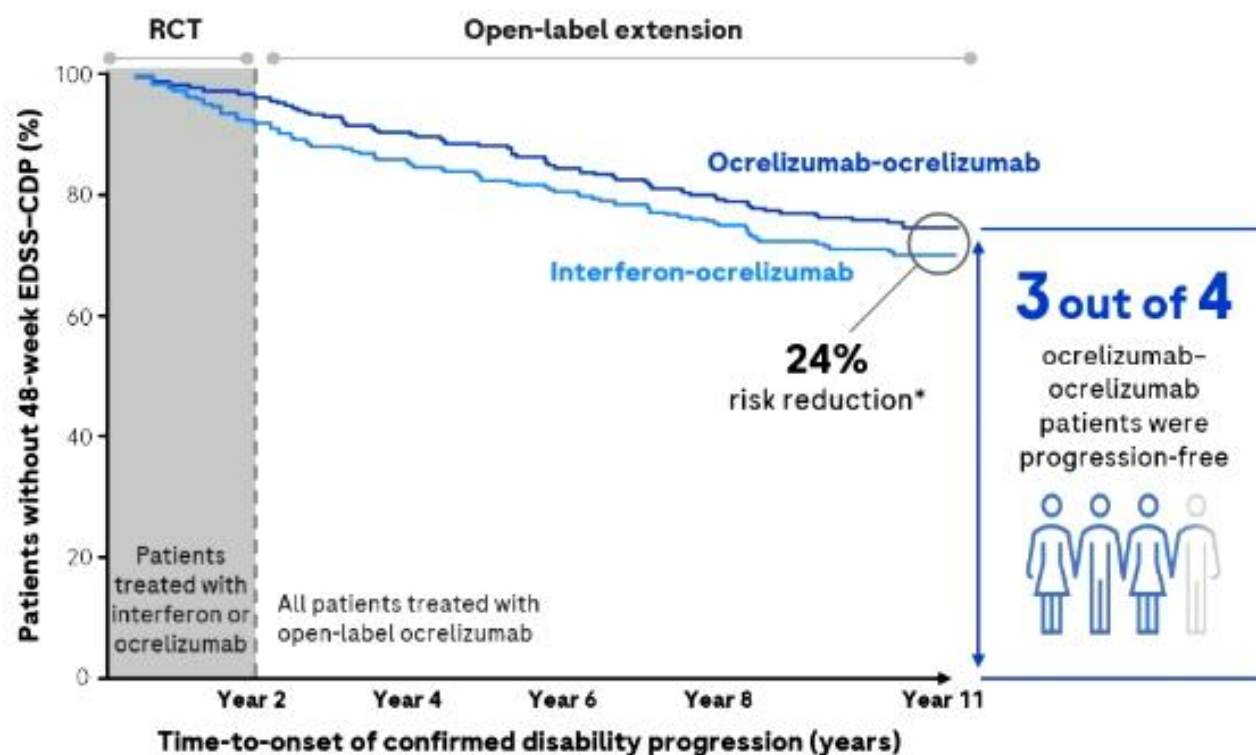 RCT
Open-label extension
Patients without 48-week EDSS–CDP (%)
100
80
60
40
20
0
Ocrelizumab-ocrelizumab
Interferon-ocrelizumab
24%
risk reduction*
3 out of 4
ocrelizumab–
ocrelizumab
patients were
progression-free
Patients
treated with
interferon or
ocrelizumab
All patients treated with
open-label ocrelizumab
Year 2
Year 4
Year 6
Year 8
Year 11
Time-to-onset of confirmed disability progression (years)